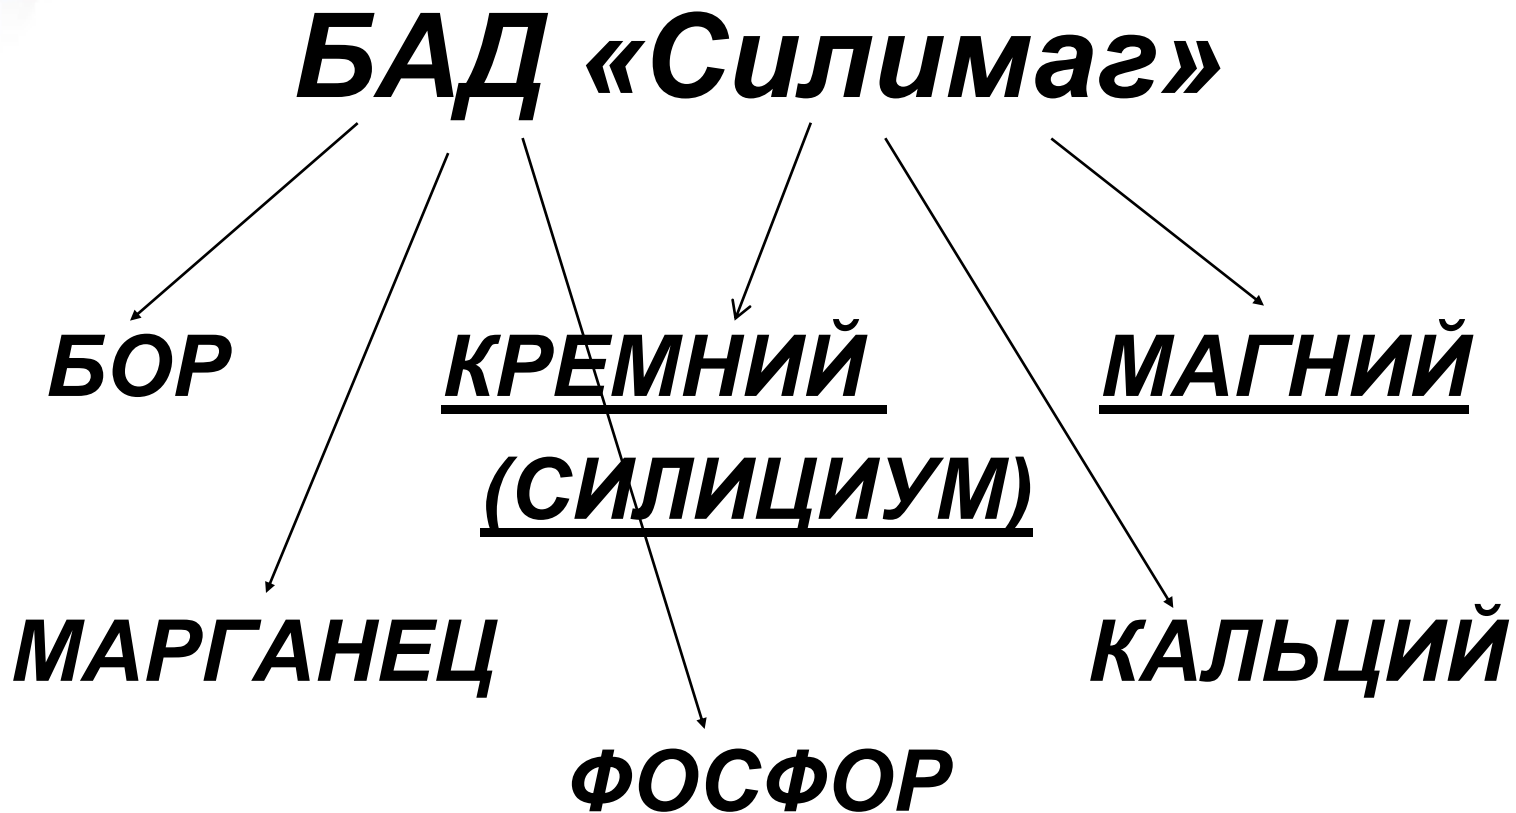 БАД «Силимаг»
БОР КРЕМНИЙ МАГНИЙ
(СИЛИЦИУМ)
МАРГАНЕЦ КАЛЬЦИЙ
ФОСФОР